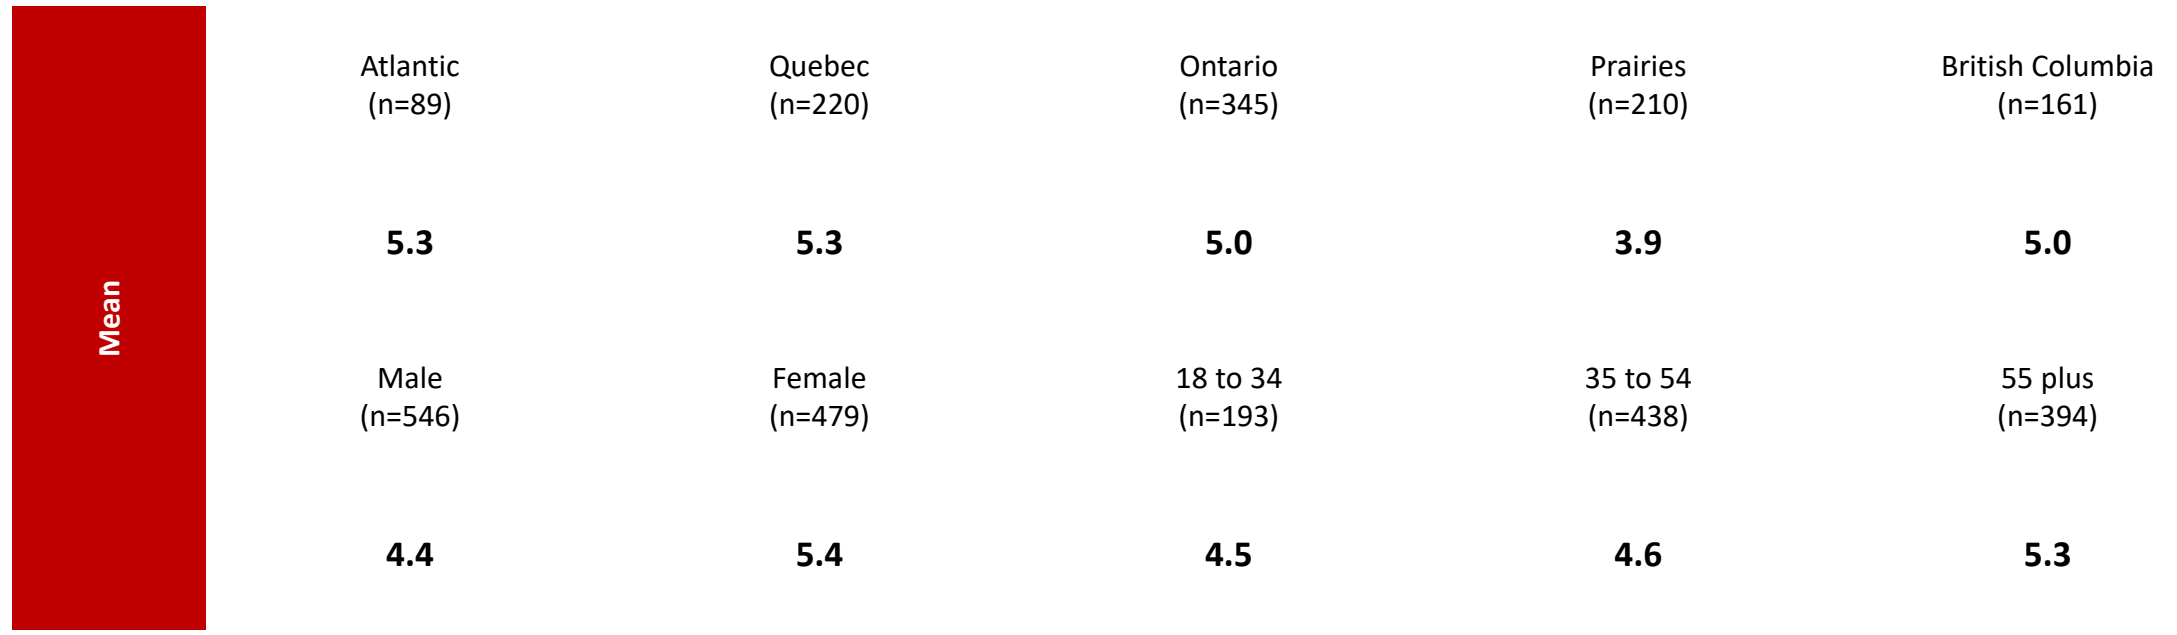 Mean
Atlantic Quebec Ontario Prairies British Columbia
(n=89) (n=220) (n=345) (n=210) (n=161)
5.3 5.3 5.0 3.9 5.0
Male Female 18 to 34 35 to 54 55 plus
(n=546) (n=479) (n=193) (n=438) (n=394)
4.4 5.4 4.5 4.6 5.3